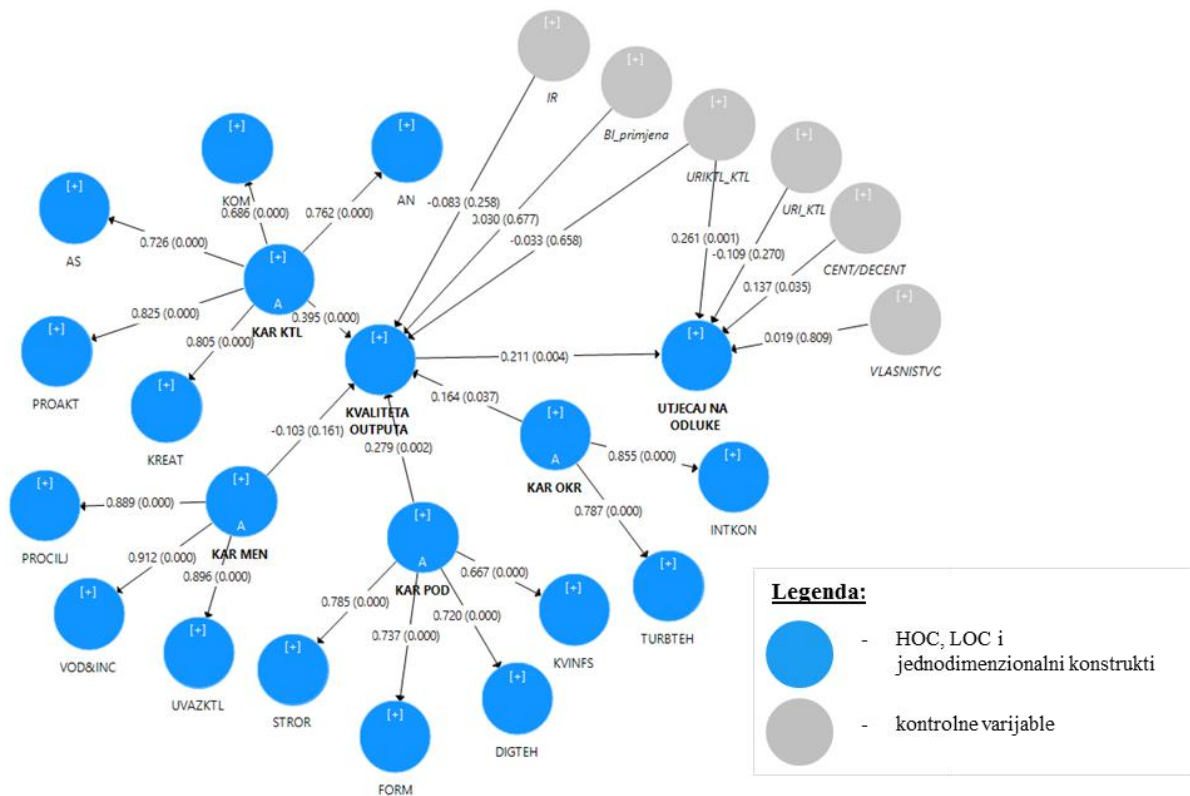 [+]
IR
[+]
BI_primjena
[+]
URIKTL_KTL
[+]
URI_KTL
[+]
CENT/DECENT
[+]
VLASNISTVC
[+]
KOM
[+]
AN
[+]
AS
0.686 (0.000)
0.762 (0.000)
0.726 (0.000)
-0.083 (0.258)
0.030 (0.677)
-0.033 (0.658)
0.261 (0.001)
-0.109 (0.270)
0.137 (0.035)
0.019 (0.809)
[+]
A
KAR KTL
0.825 (0.000)
0.805 (0.000)
0.395 (0.000)
[+]
PROAKT
[+]
KREAT
[+]
KVALITETA
OUTPUTA
0.211 (0.004)
[+]
UTJECAJ NA
ODLUKE
-0.103 (0.161)
0.279 (0.002)
0.164 (0.037)
[+]
A
KAR OKR
0.855 (0.000)
0.787 (0.000)
[+]
INTKON
[+]
TURBTEH
[+]
PROCILJ
0.889 (0.000)
[+]
A
KAR MEN
0.912 (0.000)
0.896 (0.000)
[+]
VOD&INC
[+]
UVAZKTL
[+]
A
KAR POD
0.785 (0.000)
0.737 (0.000)
0.720 (0.000)
0.667 (0.000)
[+]
STROR
[+]
FORM
[+]
DIGTEH
[+]
KVINFS
Legenda:
- HOC, LOC i
jednodimenzionalni konstrukti
- kontrolne varijable